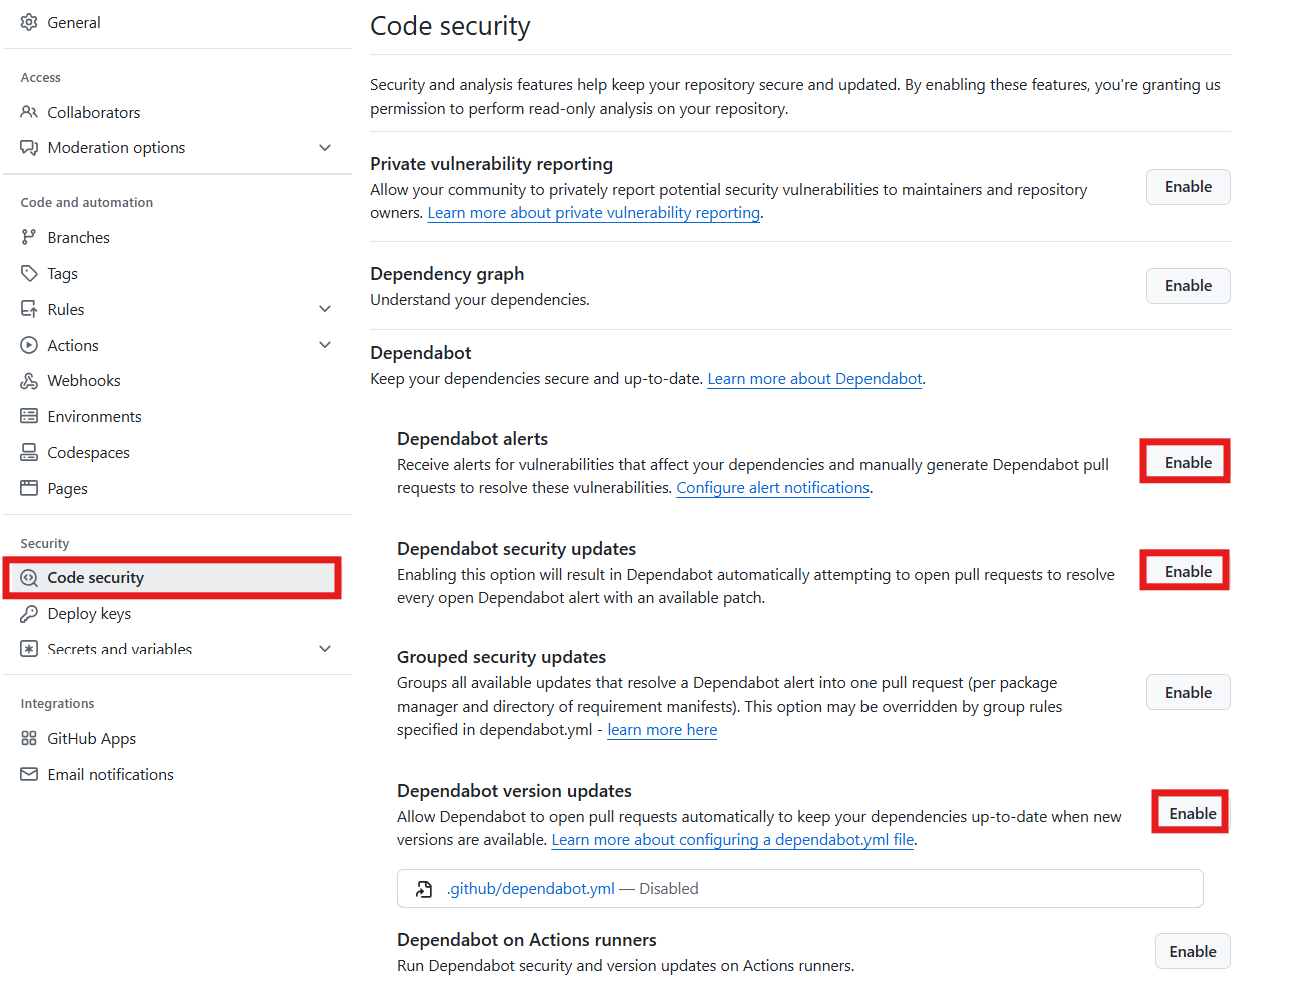 General
Access
Collaborators
Moderation options
Code and automation
Branches
Tags
Rules
Actions
Webhooks
Environments
Codespaces
Pages
Security
Code security
Deploy keys
Secrets and variables
Integrations
GitHub Apps
Email notifications
Code security
Security and analysis features help keep your repository secure and updated. By enabling these features, you're granting us
permission to perform read-only analysis on your repository.
Private vulnerability reporting
Allow your community to privately report potential security vulnerabilities to maintainers and repository
owners. Learn more about private vulnerability reporting.
Enable
Dependency graph
Understand your dependencies.
Enable
Dependabot
Keep your dependencies secure and up-to-date. Learn more about Dependabot.
Dependabot alerts
Receive alerts for vulnerabilities that affect your dependencies and manually generate Dependabot pull
requests to resolve these vulnerabilities. Configure alert notifications.
Enable
Dependabot security updates
Enabling this option will result in Dependabot automatically attempting to open pull requests to resolve
every open Dependabot alert with an available patch.
Enable
Grouped security updates
Groups all available updates that resolve a Dependabot alert into one pull request (per package
manager and directory of requirement manifests). This option may be overridden by group rules
specified in dependabot.yml - learn more here
Enable
Dependabot version updates
Allow Dependabot to open pull requests automatically to keep your dependencies up-to-date when new
versions are available. Learn more about configuring a dependabot.yml file.
Enable
.github/dependabot.yml — Disabled
Dependabot on Actions runners
Run Dependabot security and version updates on Actions runners.
Enable